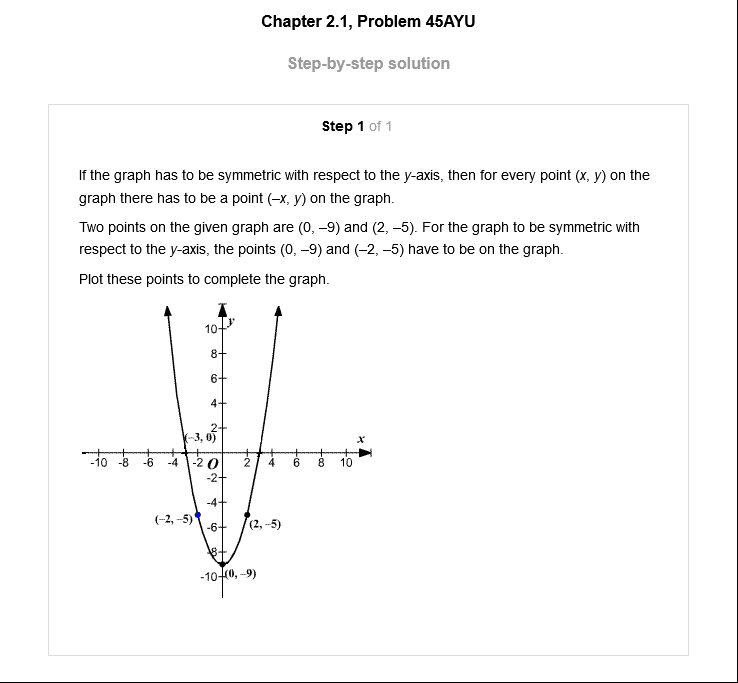 Chapter 2.1, Problem 45AYU
Step-by-step solution
Step 1 of 1
If the graph has to be symmetric with respect to the y-axis, then for every point (x, y) on the
graph there has to be a point (–x, y) on the graph.
Two points on the given graph are (0, –9) and (2, –5). For the graph to be symmetric with
respect to the y-axis, the points (0, –9) and (–2, –5) have to be on the graph.
Plot these points to complete the graph.
y
10
8
6
4
2
(–3, 0)
x
-10 -8 -6 -4 -2 O 2 4 6 8 10
-2
-4
(–2, –5)
-6
(2, –5)
-8
-10
(0, –9)